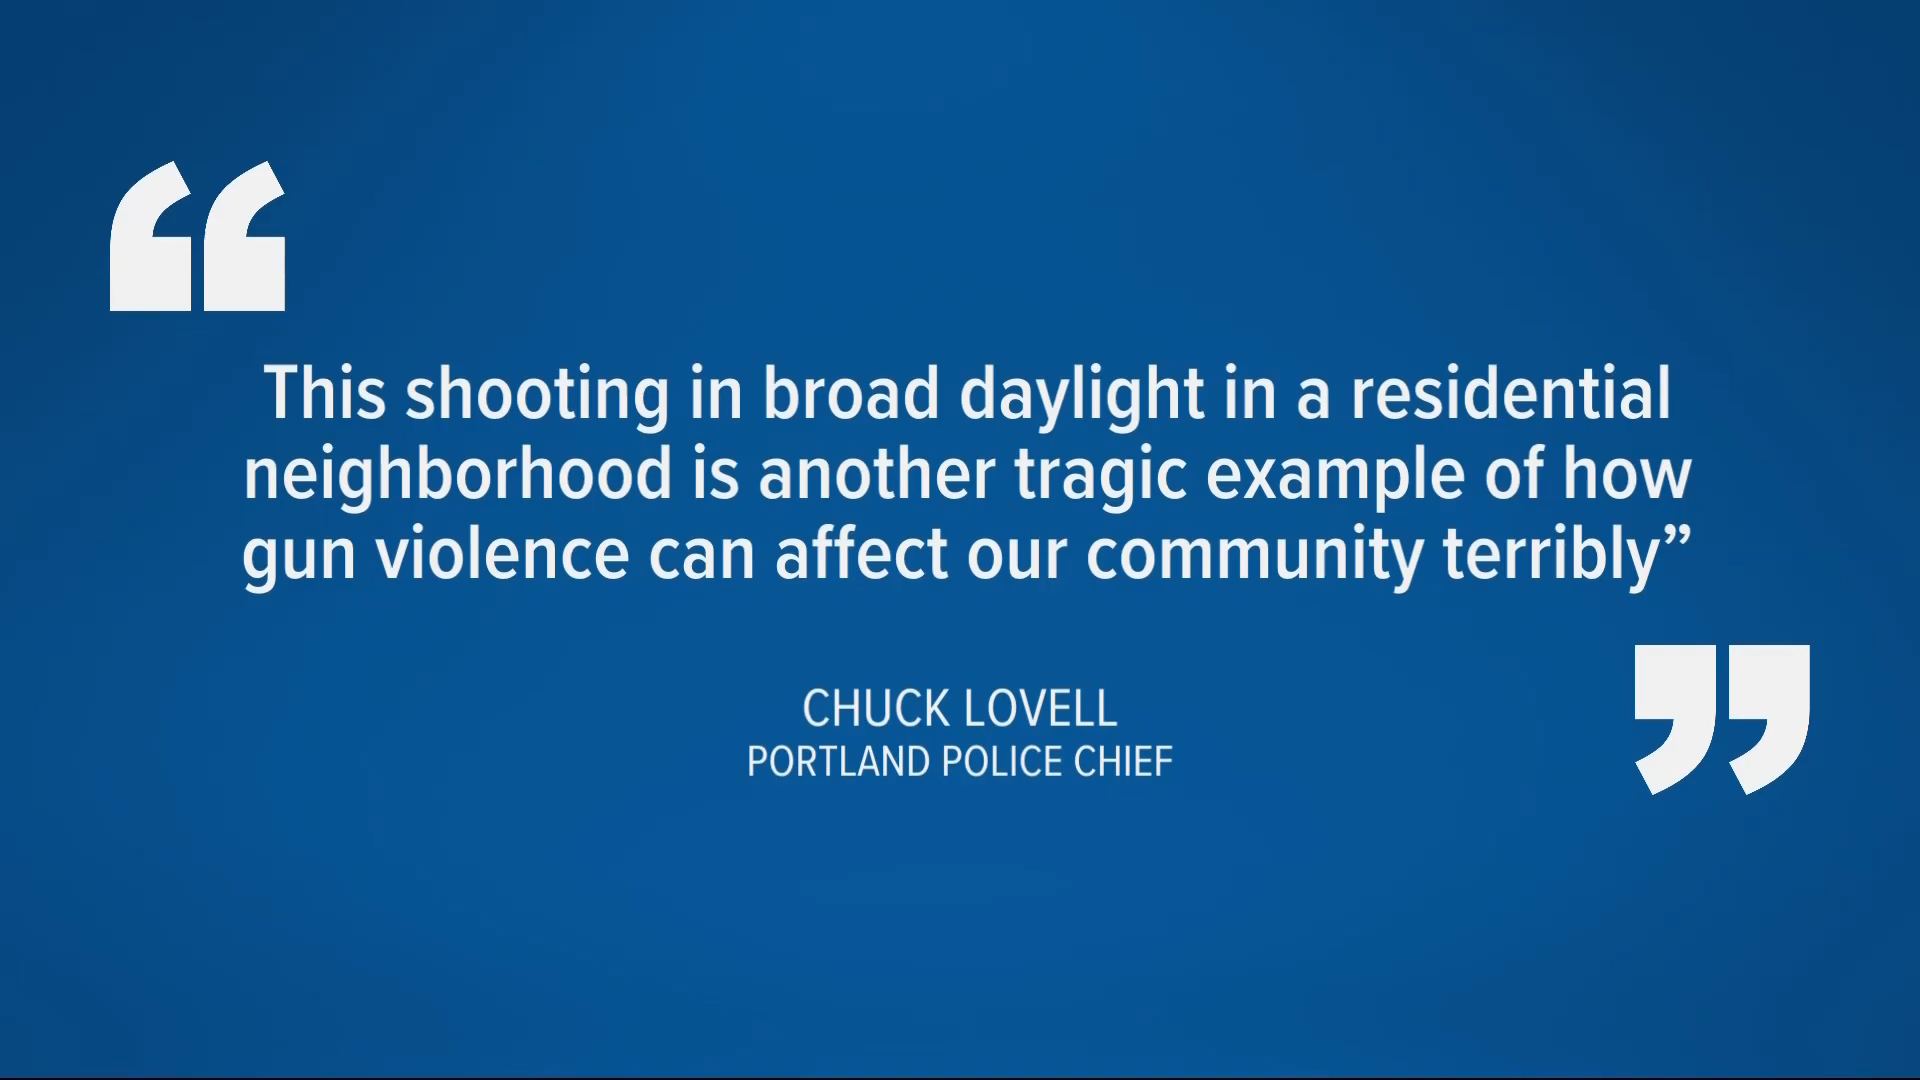 “
This shooting in broad daylight in a residential
neighborhood is another tragic example of how
gun violence can affect our community terribly”
”
CHUCK LOVELL
PORTLAND POLICE CHIEF